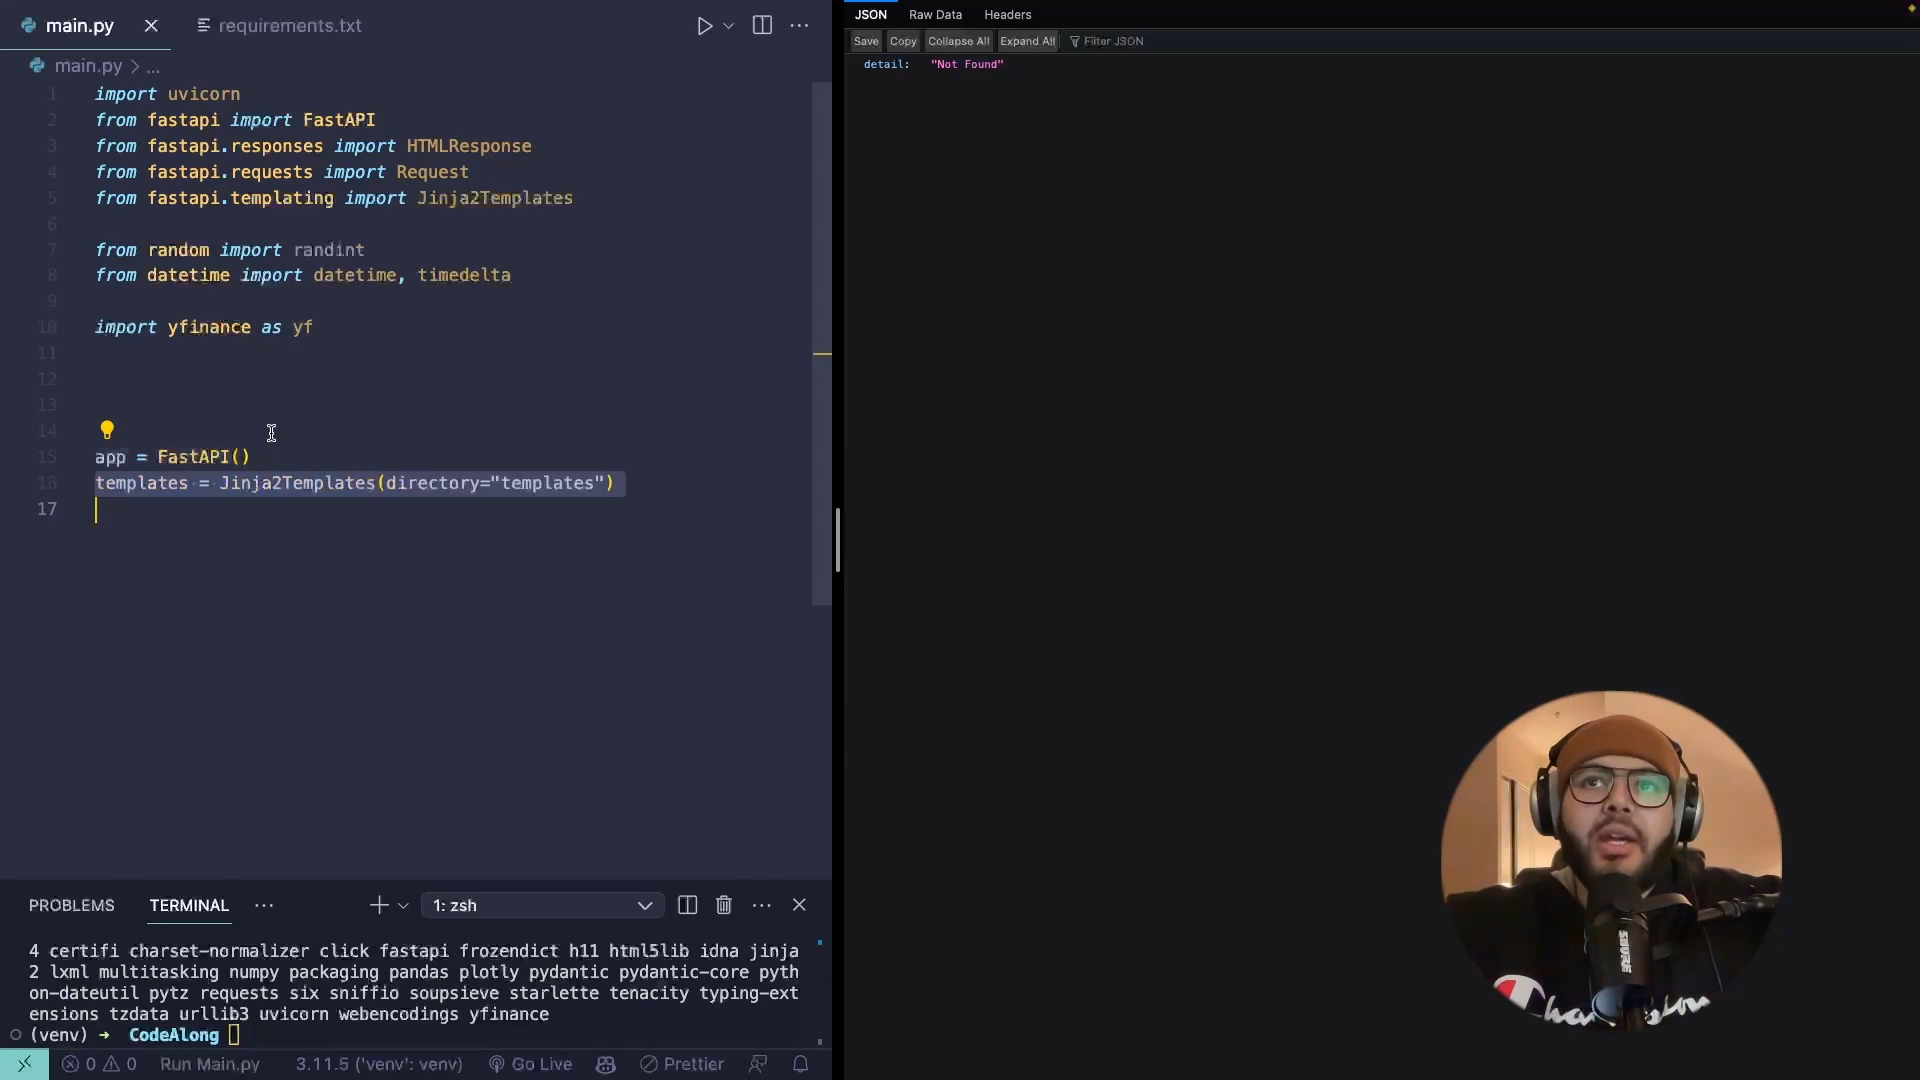 main.py
requirements.txt
main.py > ...
1 import uvicorn
2 from fastapi import FastAPI
3 from fastapi.responses import HTMLResponse
4 from fastapi.requests import Request
5 from fastapi.templating import Jinja2Templates
6
7 from random import randint
8 from datetime import datetime, timedelta
9
10 import yfinance as yf
11
12
13
14
15 app = FastAPI()
16 templates = Jinja2Templates(directory="templates")
17
PROBLEMS TERMINAL ... 1: zsh
4 certifi charset-normalizer click fastapi frozendict h11 html5lib idna jinja
2 lxml multitasking numpy packaging pandas plotly pydantic pydantic-core pyth
on-dateutil pytz requests six sniffio soupsieve starlette tenacity typing-ext
ensions tzdata urllib3 uvicorn webencodings yfinance
(venv) → CodeAlong
0 0 Run Main.py 3.11.5 ('venv': venv) Go Live Prettier
JSON Raw Data Headers
Save Copy Collapse All Expand All Filter JSON
detail: "Not Found"
SHURE